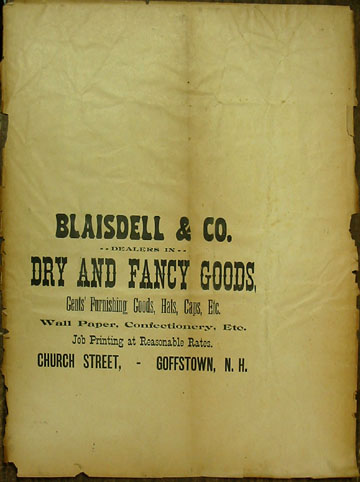 BLAISDELL & CO.
--DEALERS IN--
DRY AND FANCY GOODS,
Gents' Furnishing Goods, Hats, Caps, Etc.
Wall Paper, Confectionery, Etc.
Job Printing at Reasonable Rates.
CHURCH STREET, - GOFFSTOWN, N. H.